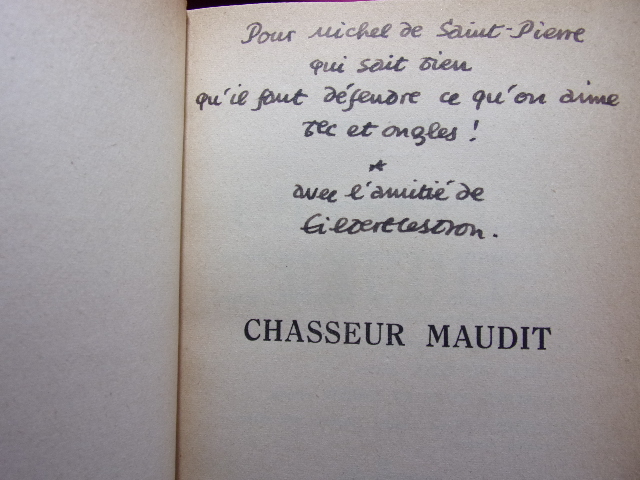 Pour Michel de Saint-Pierre
qui sait bien
qu'il faut défendre ce qu'on aime
bec et ongles !
avec l'amitié de
Gilbert Cesbron.
CHASSEUR MAUDIT